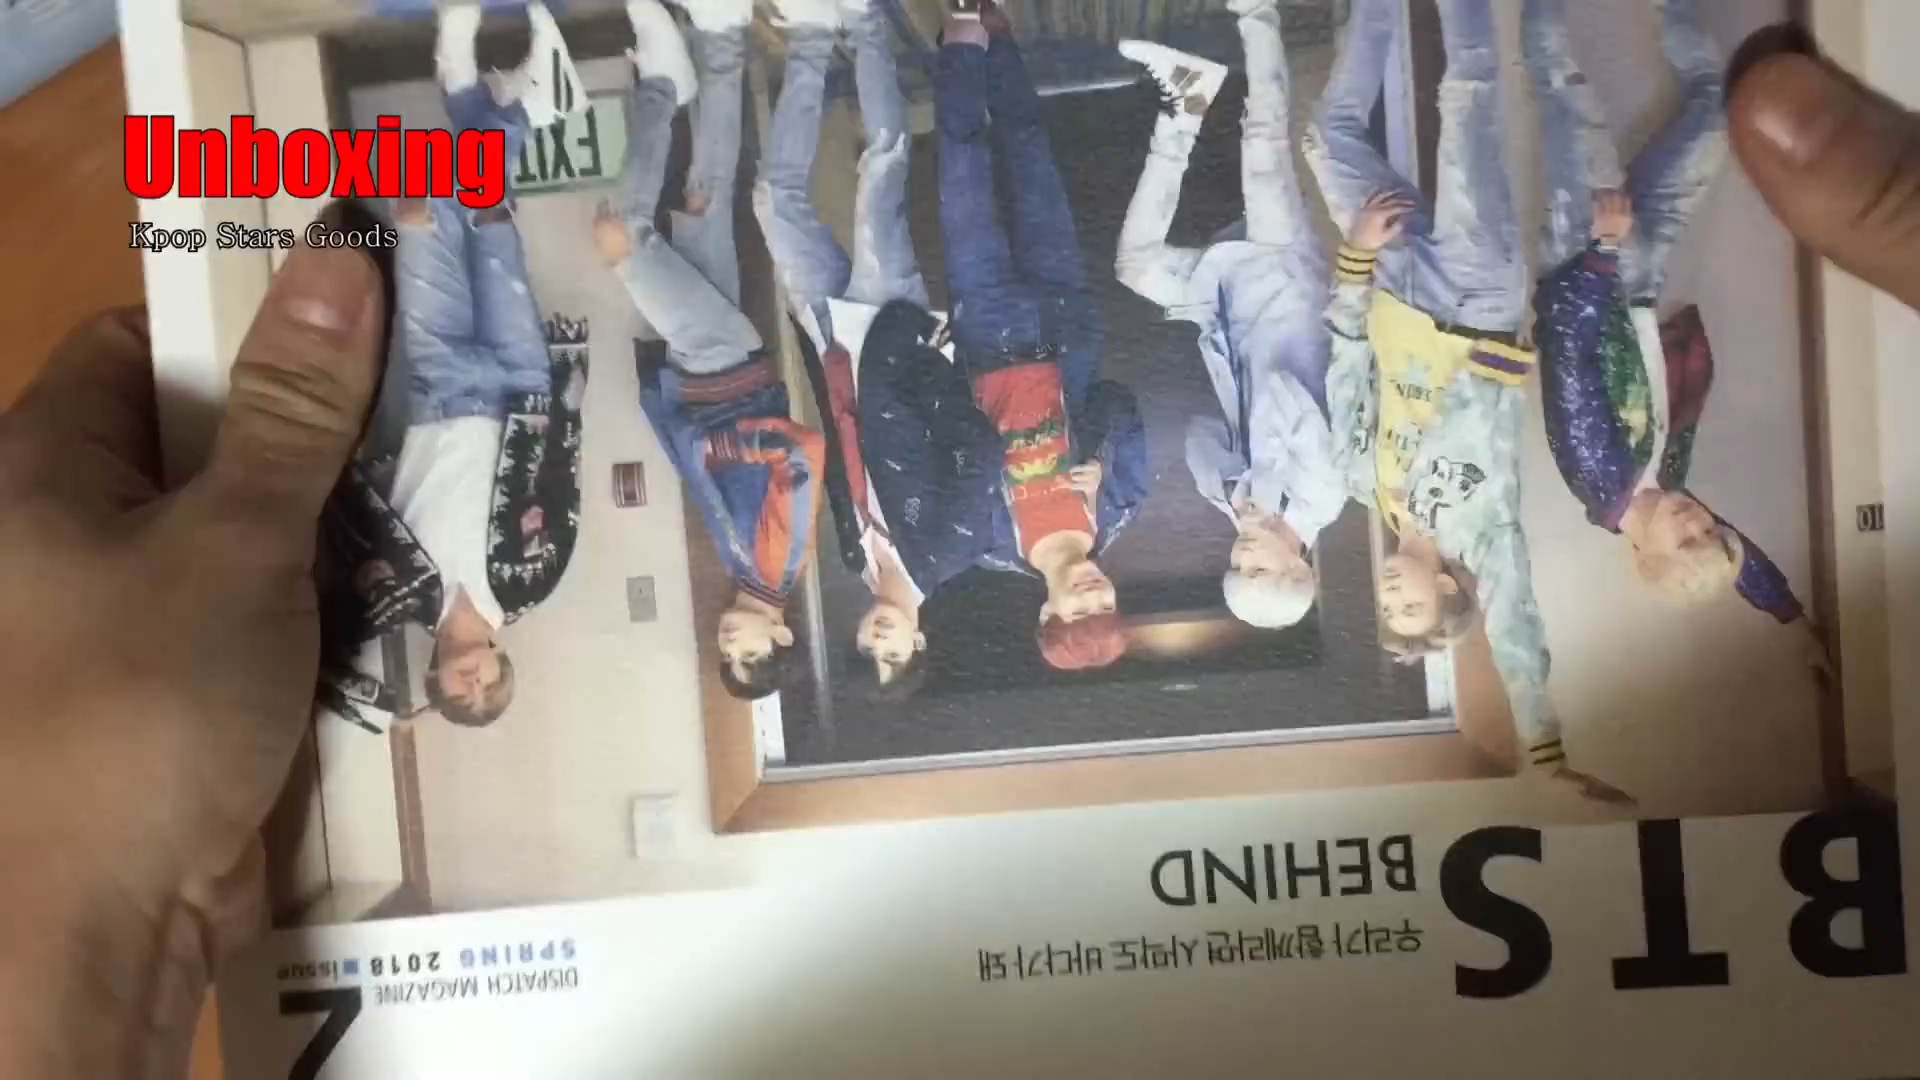 Unboxing
Kpop Stars Goods
EXIT
BTS
BEHIND
우리가 함께라면 사막도 바다가 돼
DISPATCH MAGAZINE
SPRING 2018 issue